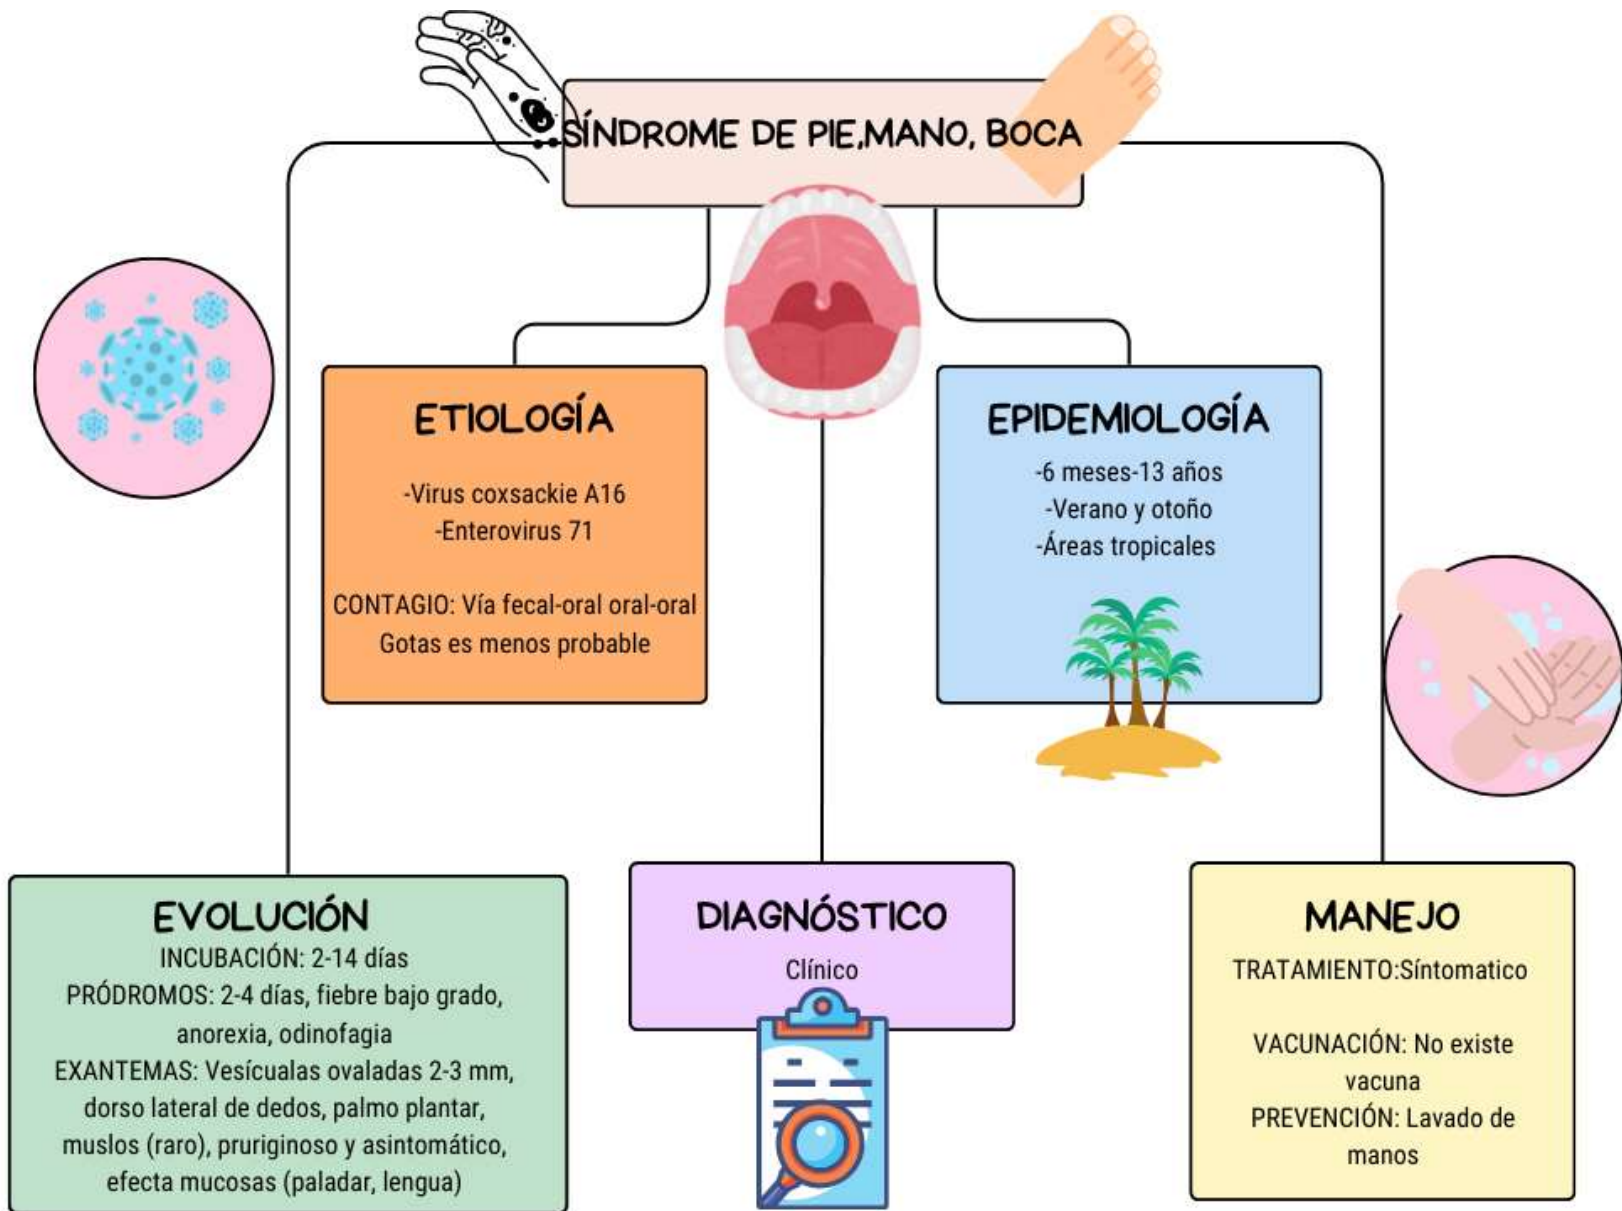 SÍNDROME DE PIE,MANO, BOCA
ETIOLOGÍA
-Virus coxsackie A16
-Enterovirus 71
CONTAGIO: Vía fecal-oral oral-oral
Gotas es menos probable
EPIDEMIOLOGÍA
-6 meses-13 años
-Verano y otoño
-Áreas tropicales
EVOLUCIÓN
INCUBACIÓN: 2-14 días
PRÓDROMOS: 2-4 días, fiebre bajo grado,
anorexia, odinofagia
EXANTEMAS: Vesícualas ovaladas 2-3 mm,
dorso lateral de dedos, palmo plantar,
muslos (raro), pruriginoso y asintomático,
efecta mucosas (paladar, lengua)
DIAGNÓSTICO
Clínico
MANEJO
TRATAMIENTO:Síntomatico
VACUNACIÓN: No existe
vacuna
PREVENCIÓN: Lavado de
manos